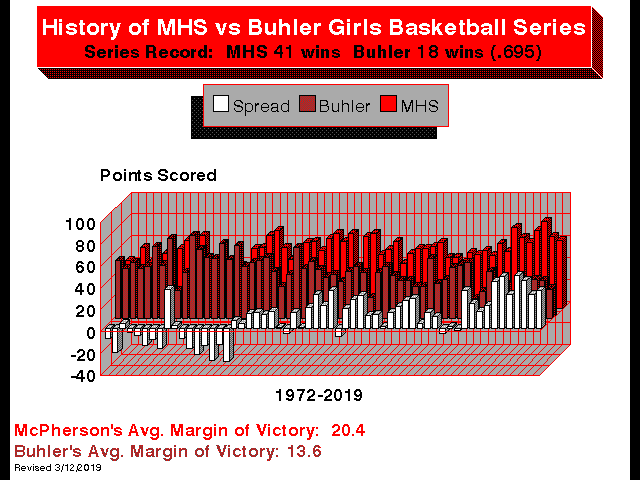 History of MHS vs Buhler Girls Basketball Series
Series Record:  MHS 41 wins  Buhler 18 wins (.695)
Spread Buhler MHS
Points Scored
100
80
60
40
20
0
-20
-40
1972-2019
McPherson's Avg. Margin of Victory:  20.4
Buhler's Avg. Margin of Victory: 13.6
Revised 3/12/2019